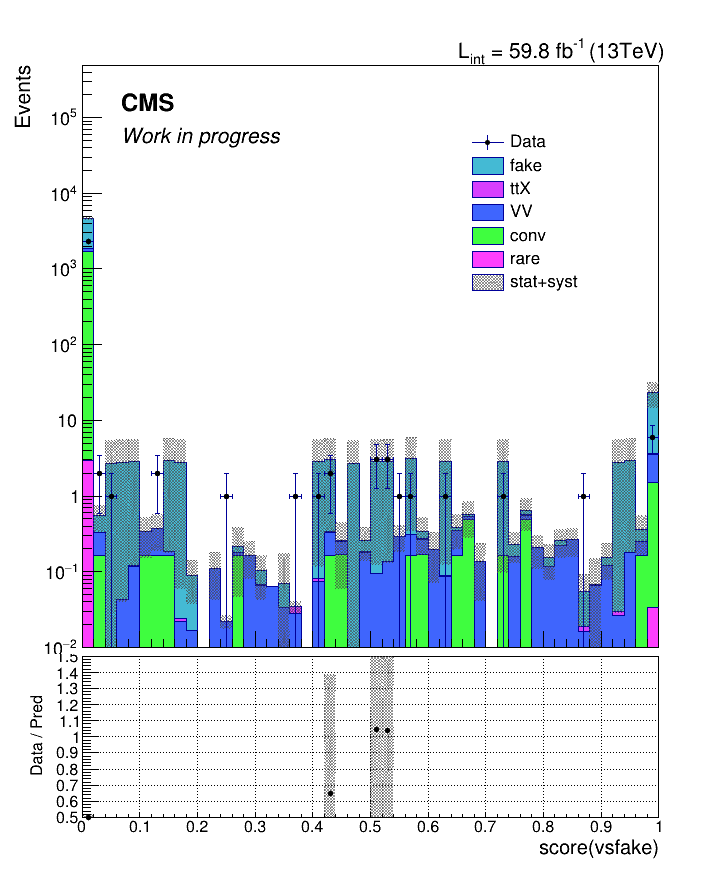 L_int = 59.8 fb^-1 (13TeV)
Events
CMS
Work in progress
Data
fake
ttX
VV
conv
rare
stat+syst
10^5
10^4
10^3
10^2
10
1
10^−1
10^−2
Data / Pred
1.5
1.4
1.3
1.2
1.1
1
0.9
0.8
0.7
0.6
0.5
0 0.1 0.2 0.3 0.4 0.5 0.6 0.7 0.8 0.9 1
score(vsfake)